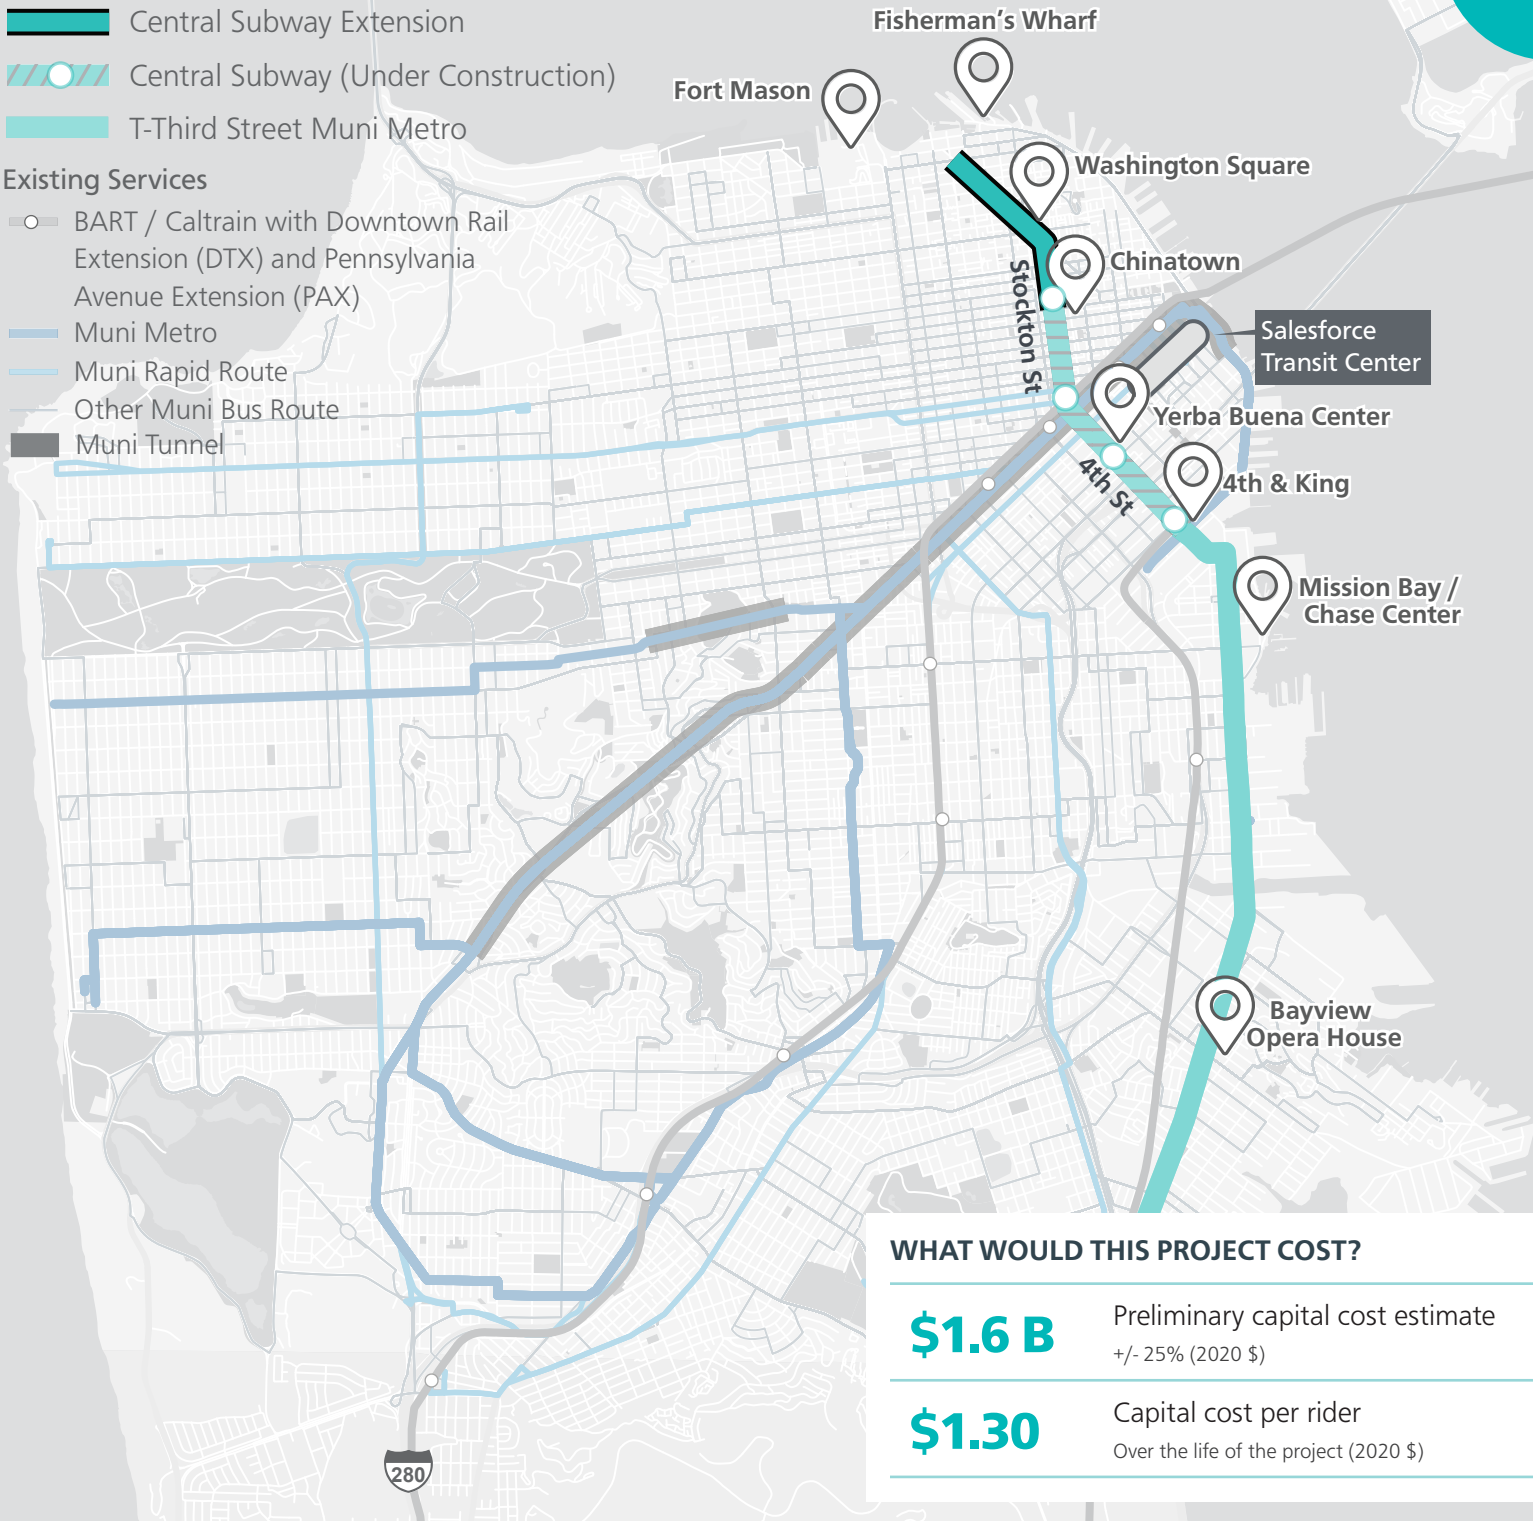 Central Subway Extension
Central Subway (Under Construction)
T-Third Street Muni Metro
Existing Services
BART / Caltrain with Downtown Rail
Extension (DTX) and Pennsylvania
Avenue Extension (PAX)
Muni Metro
Muni Rapid Route
Other Muni Bus Route
Muni Tunnel
Fisherman's Wharf
Fort Mason
Washington Square
Chinatown
Stockton St
Salesforce
Transit Center
Yerba Buena Center
4th St
4th & King
Mission Bay /
Chase Center
Bayview
Opera House
280
WHAT WOULD THIS PROJECT COST?
$1.6 B
Preliminary capital cost estimate
+/- 25% (2020 $)
$1.30
Capital cost per rider
Over the life of the project (2020 $)